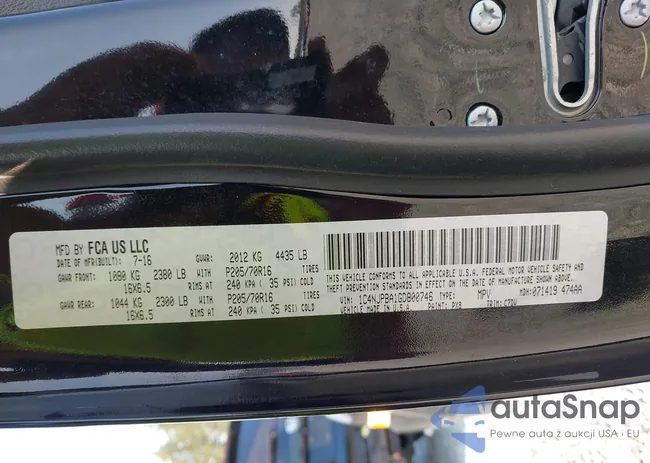 MFD BY FCA US LLC
DATE OF MFR(BUILT): 7-16 GVWR: 2012 KG 4435 LB
GAWR FRONT: 1080 KG 2380 LB WITH P205/70R16 TIRES
16X6.5 RIMS AT 240 KPA ( 35 PSI) COLD
GAWR REAR: 1044 KG 2300 LB WITH P205/70R16 TIRES
16X6.5 RIMS AT 240 KPA ( 35 PSI) COLD
THIS VEHICLE CONFORMS TO ALL APPLICABLE U.S.A. FEDERAL MOTOR VEHICLE SAFETY AND
THEFT PREVENTION STANDARDS IN EFFECT ON THE DATE OF MANUFACTURE SHOWN ABOVE.
VIN: 1C4NJPBA1GD800746 TYPE: MPV MDH: 071419 474AA
VEHICLE MADE IN U.S.A. PAINT: PXR TRIM: C7DV
autaSnap
Pewne auta z aukcji USA i EU